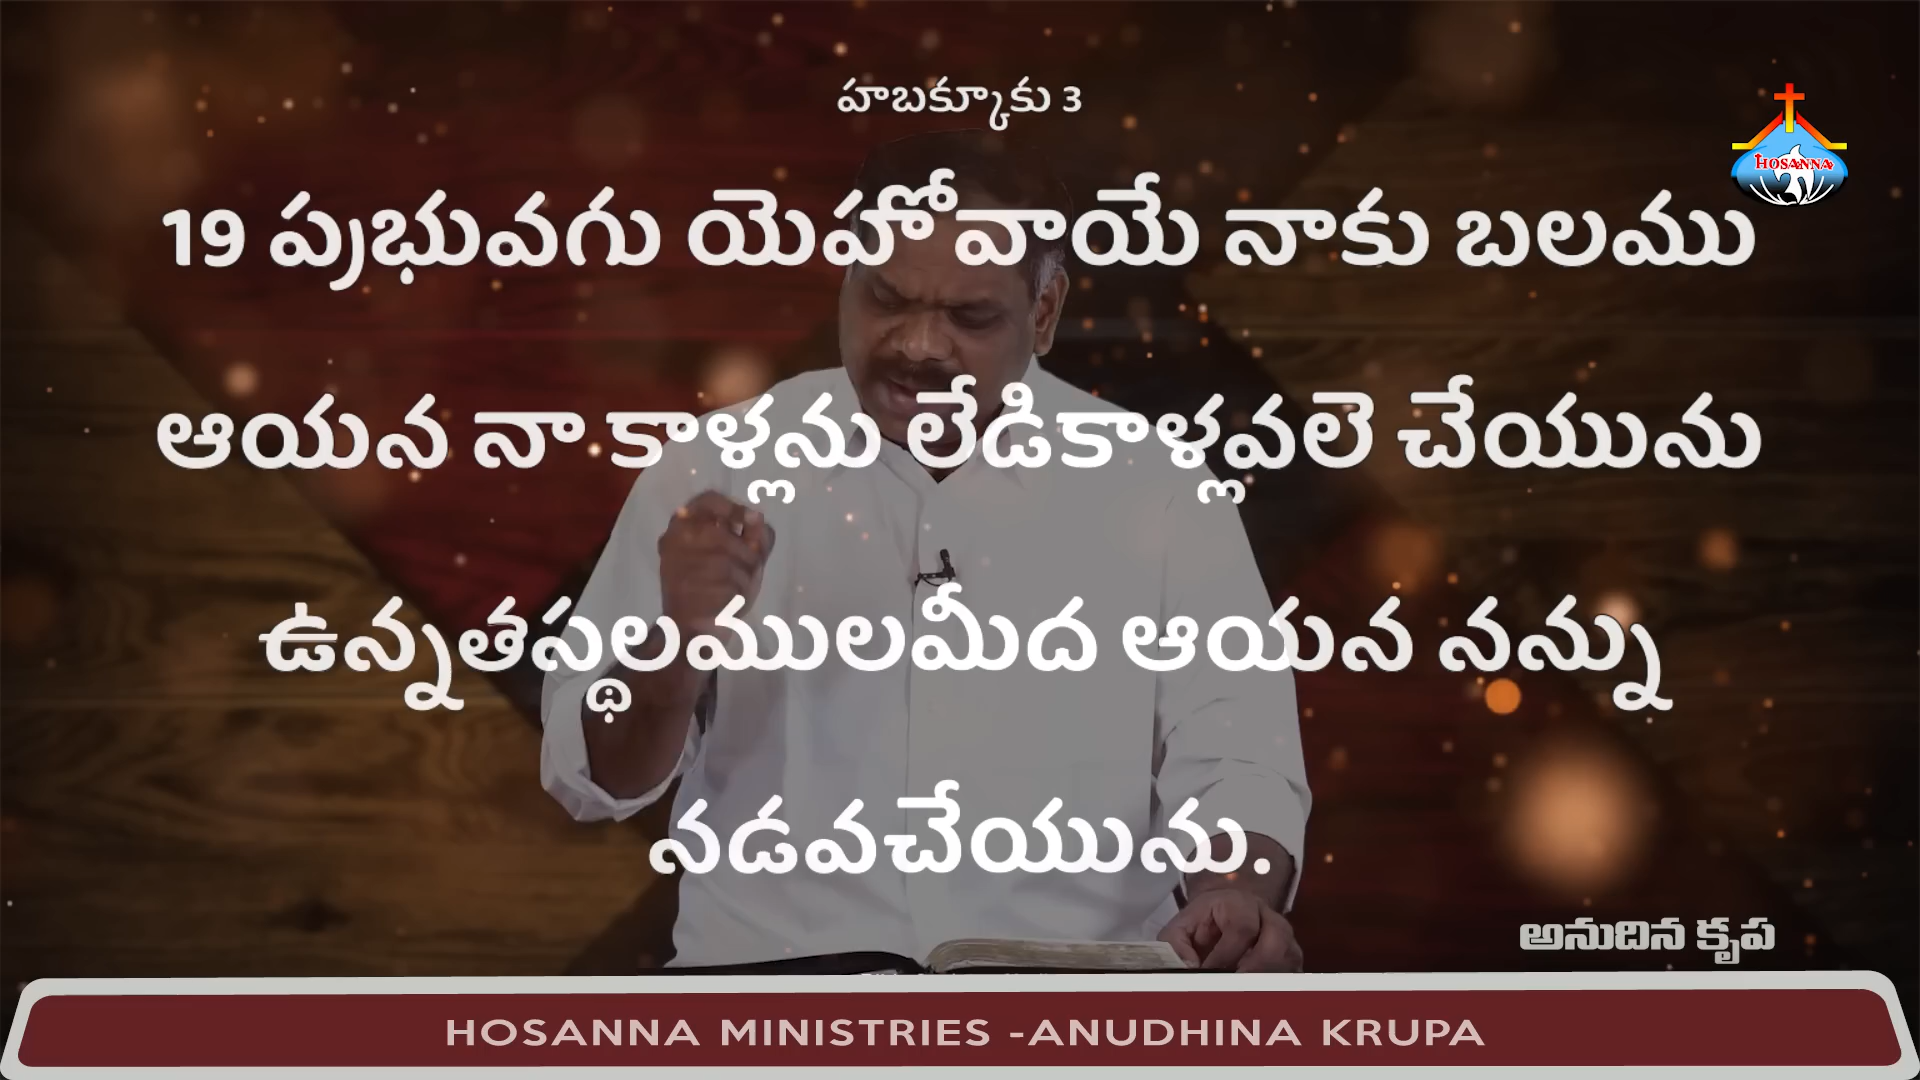 హబక్కూకు 3
HOSANNA
19 ప్రభువగు యెహోవాయే నాకు బలము
ఆయన నా కాళ్లను లేడికాళ్లవలె చేయును
ఉన్నతస్థలములమీద ఆయన నన్ను
నడవచేయును.
అనుదిన కృప
HOSANNA MINISTRIES -ANUDHINA KRUPA